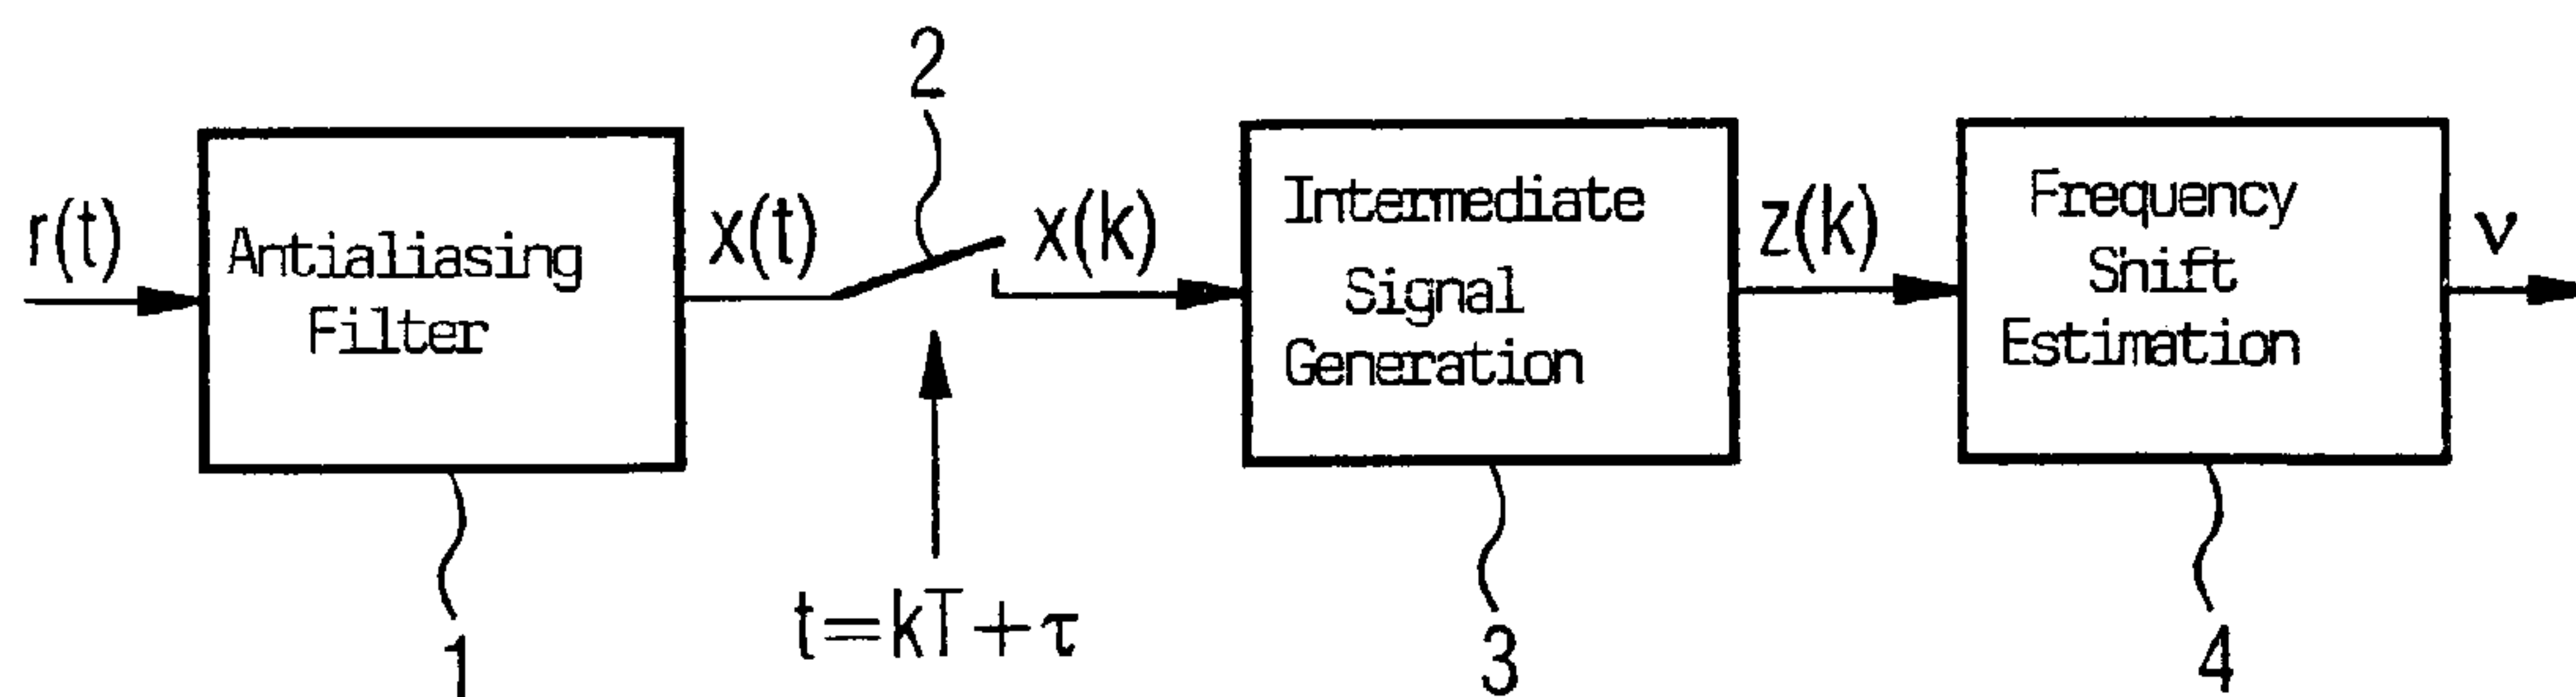 2
r(t)
Antialiasing
Filter
x(t)
x(k)
Intermediate
Signal
Generation
z(k)
Frequency
Shift
Estimation
ν
t=kT+τ
1
3
4